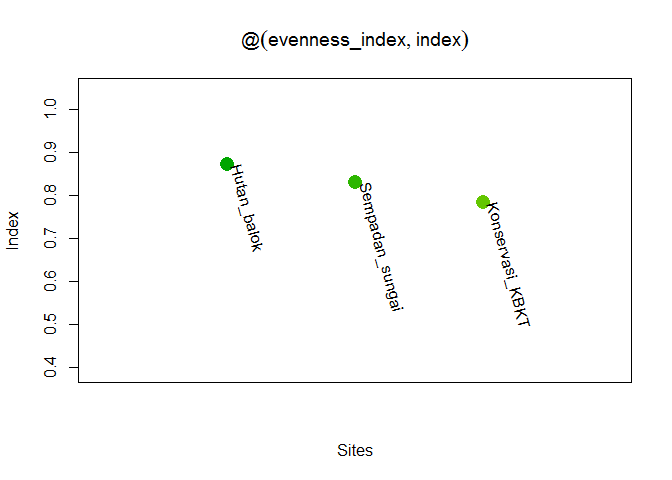 @(evenness_index, index)
Index
1.0
0.9
0.8
0.7
0.6
0.5
0.4
Hutan_balok
Sempadan_sungai
Konservasi_KBKT
Sites